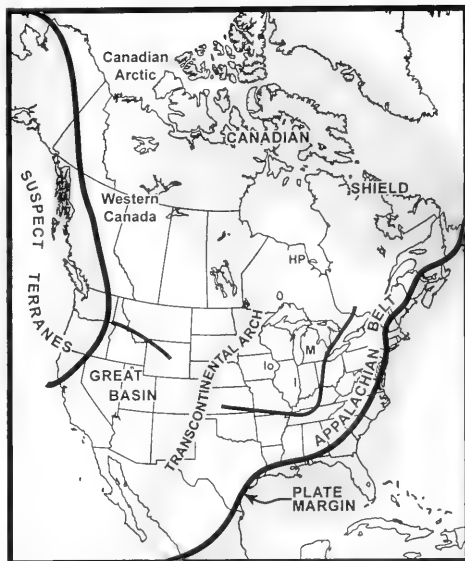 Canadian
Arctic
CANADIAN
SHIELD
SUSPECT TERRANES
Western
Canada
HP
TRANSCONTINENTAL ARCH
M
Io
I
APPALACHIAN BELT
GREAT
BASIN
PLATE
MARGIN